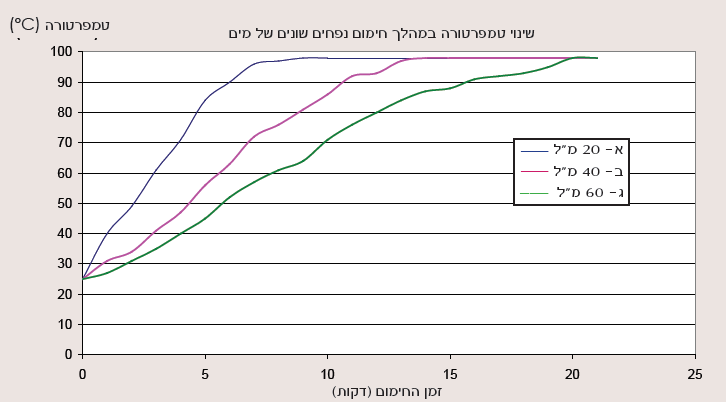 טמפרטורה (°C)
שינוי טמפרטורה במהלך חימום נפחים שונים של מים
100
90
80
70
60
50
40
30
20
10
0
א- 20 מ"ל
ב- 40 מ"ל
ג- 60 מ"ל
0 5 10 15 20 25
זמן החימום (דקות)